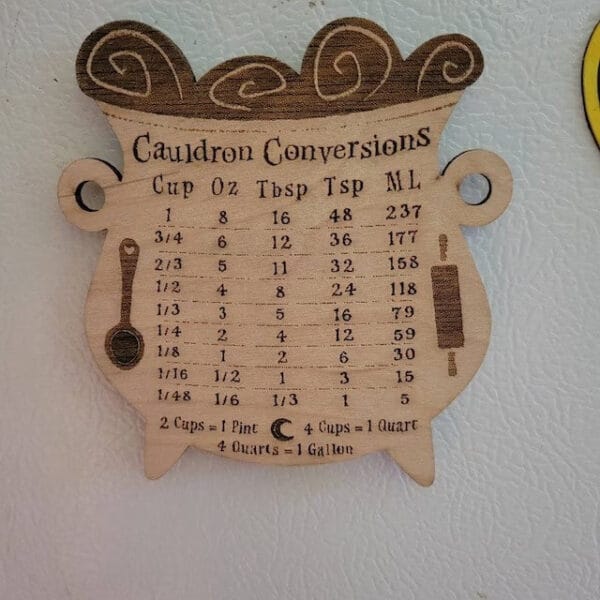 Cauldron Conversions
Cup Oz Tbsp Tsp ML
1 8 16 48 237
3/4 6 12 36 177
2/3 5 11 32 158
1/2 4 8 24 118
1/3 3 5 16 79
1/4 2 4 12 59
1/8 1 2 6 30
1/16 1/2 1 3 15
1/48 1/6 1/3 1 5
2 Cups = 1 Pint 4 Cups = 1 Quart
4 Quarts = 1 Gallon